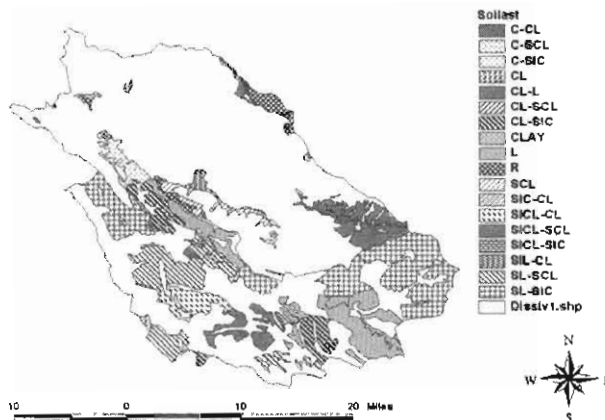 Soilast
C-CL
C-SCL
C-SIC
CL
CL-L
CL-SCL
CL-SIC
CLAY
L
R
SCL
SIC-CL
SICL-CL
SICL-SCL
SICL-SIC
SIL-CL
SL-SCL
SL-SIC
Dissiv1.shp
N
W
E
S
10 0 10 20 Miles